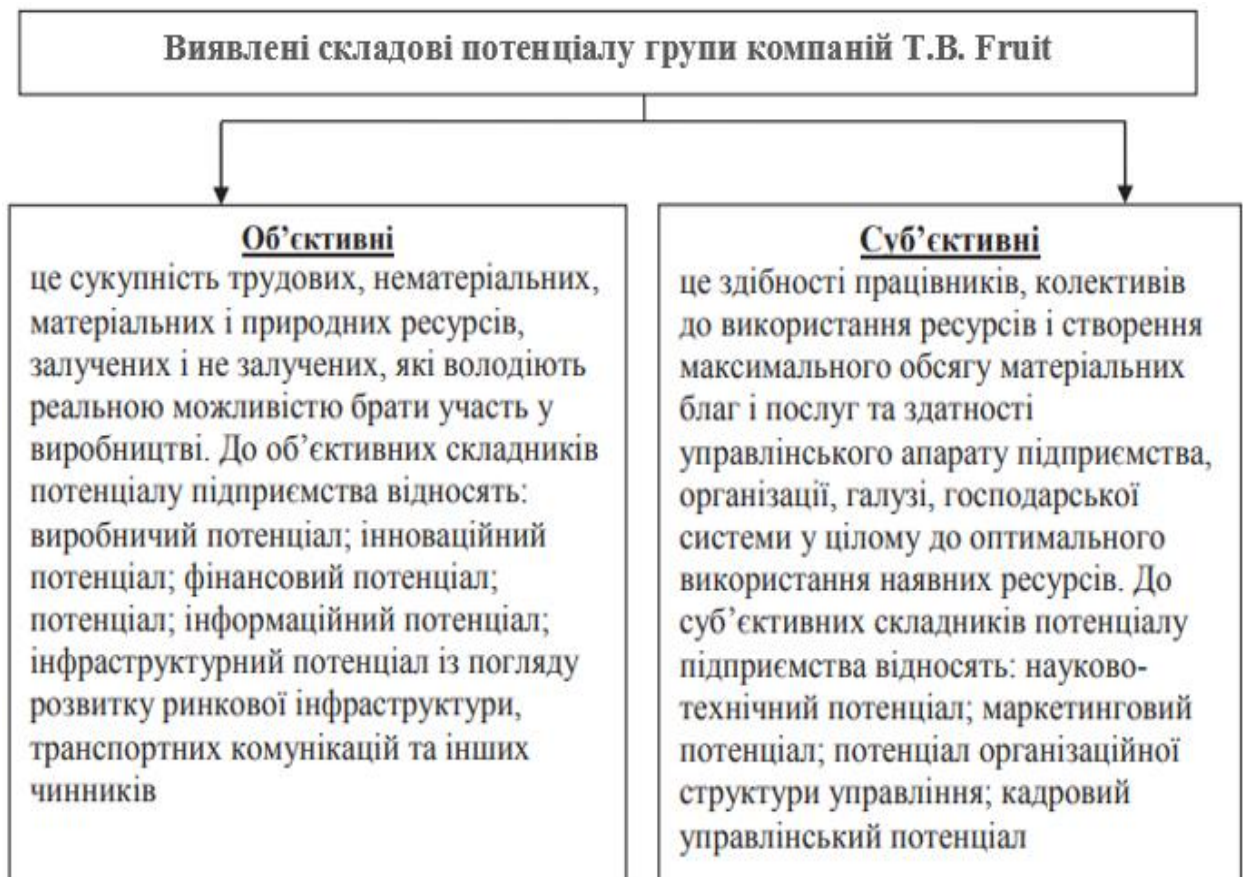 Виявлені складові потенціалу групи компаній T.B. Fruit
Об’єктивні
це сукупність трудових, нематеріальних,
матеріальних і природних ресурсів,
залучених і не залучених, які володіють
реальною можливістю брати участь у
виробництві. До об’єктивних складників
потенціалу підприємства відносять:
виробничий потенціал; інноваційний
потенціал; фінансовий потенціал;
потенціал; інформаційний потенціал;
інфраструктурний потенціал із погляду
розвитку ринкової інфраструктури,
транспортних комунікацій та інших
чинників
Суб’єктивні
це здібності працівників, колективів
до використання ресурсів і створення
максимального обсягу матеріальних
благ і послуг та здатності
управлінського апарату підприємства,
організації, галузі, господарської
системи у цілому до оптимального
використання наявних ресурсів. До
суб’єктивних складників потенціалу
підприємства відносять: науково-
технічний потенціал; маркетинговий
потенціал; потенціал організаційної
структури управління; кадровий
управлінський потенціал